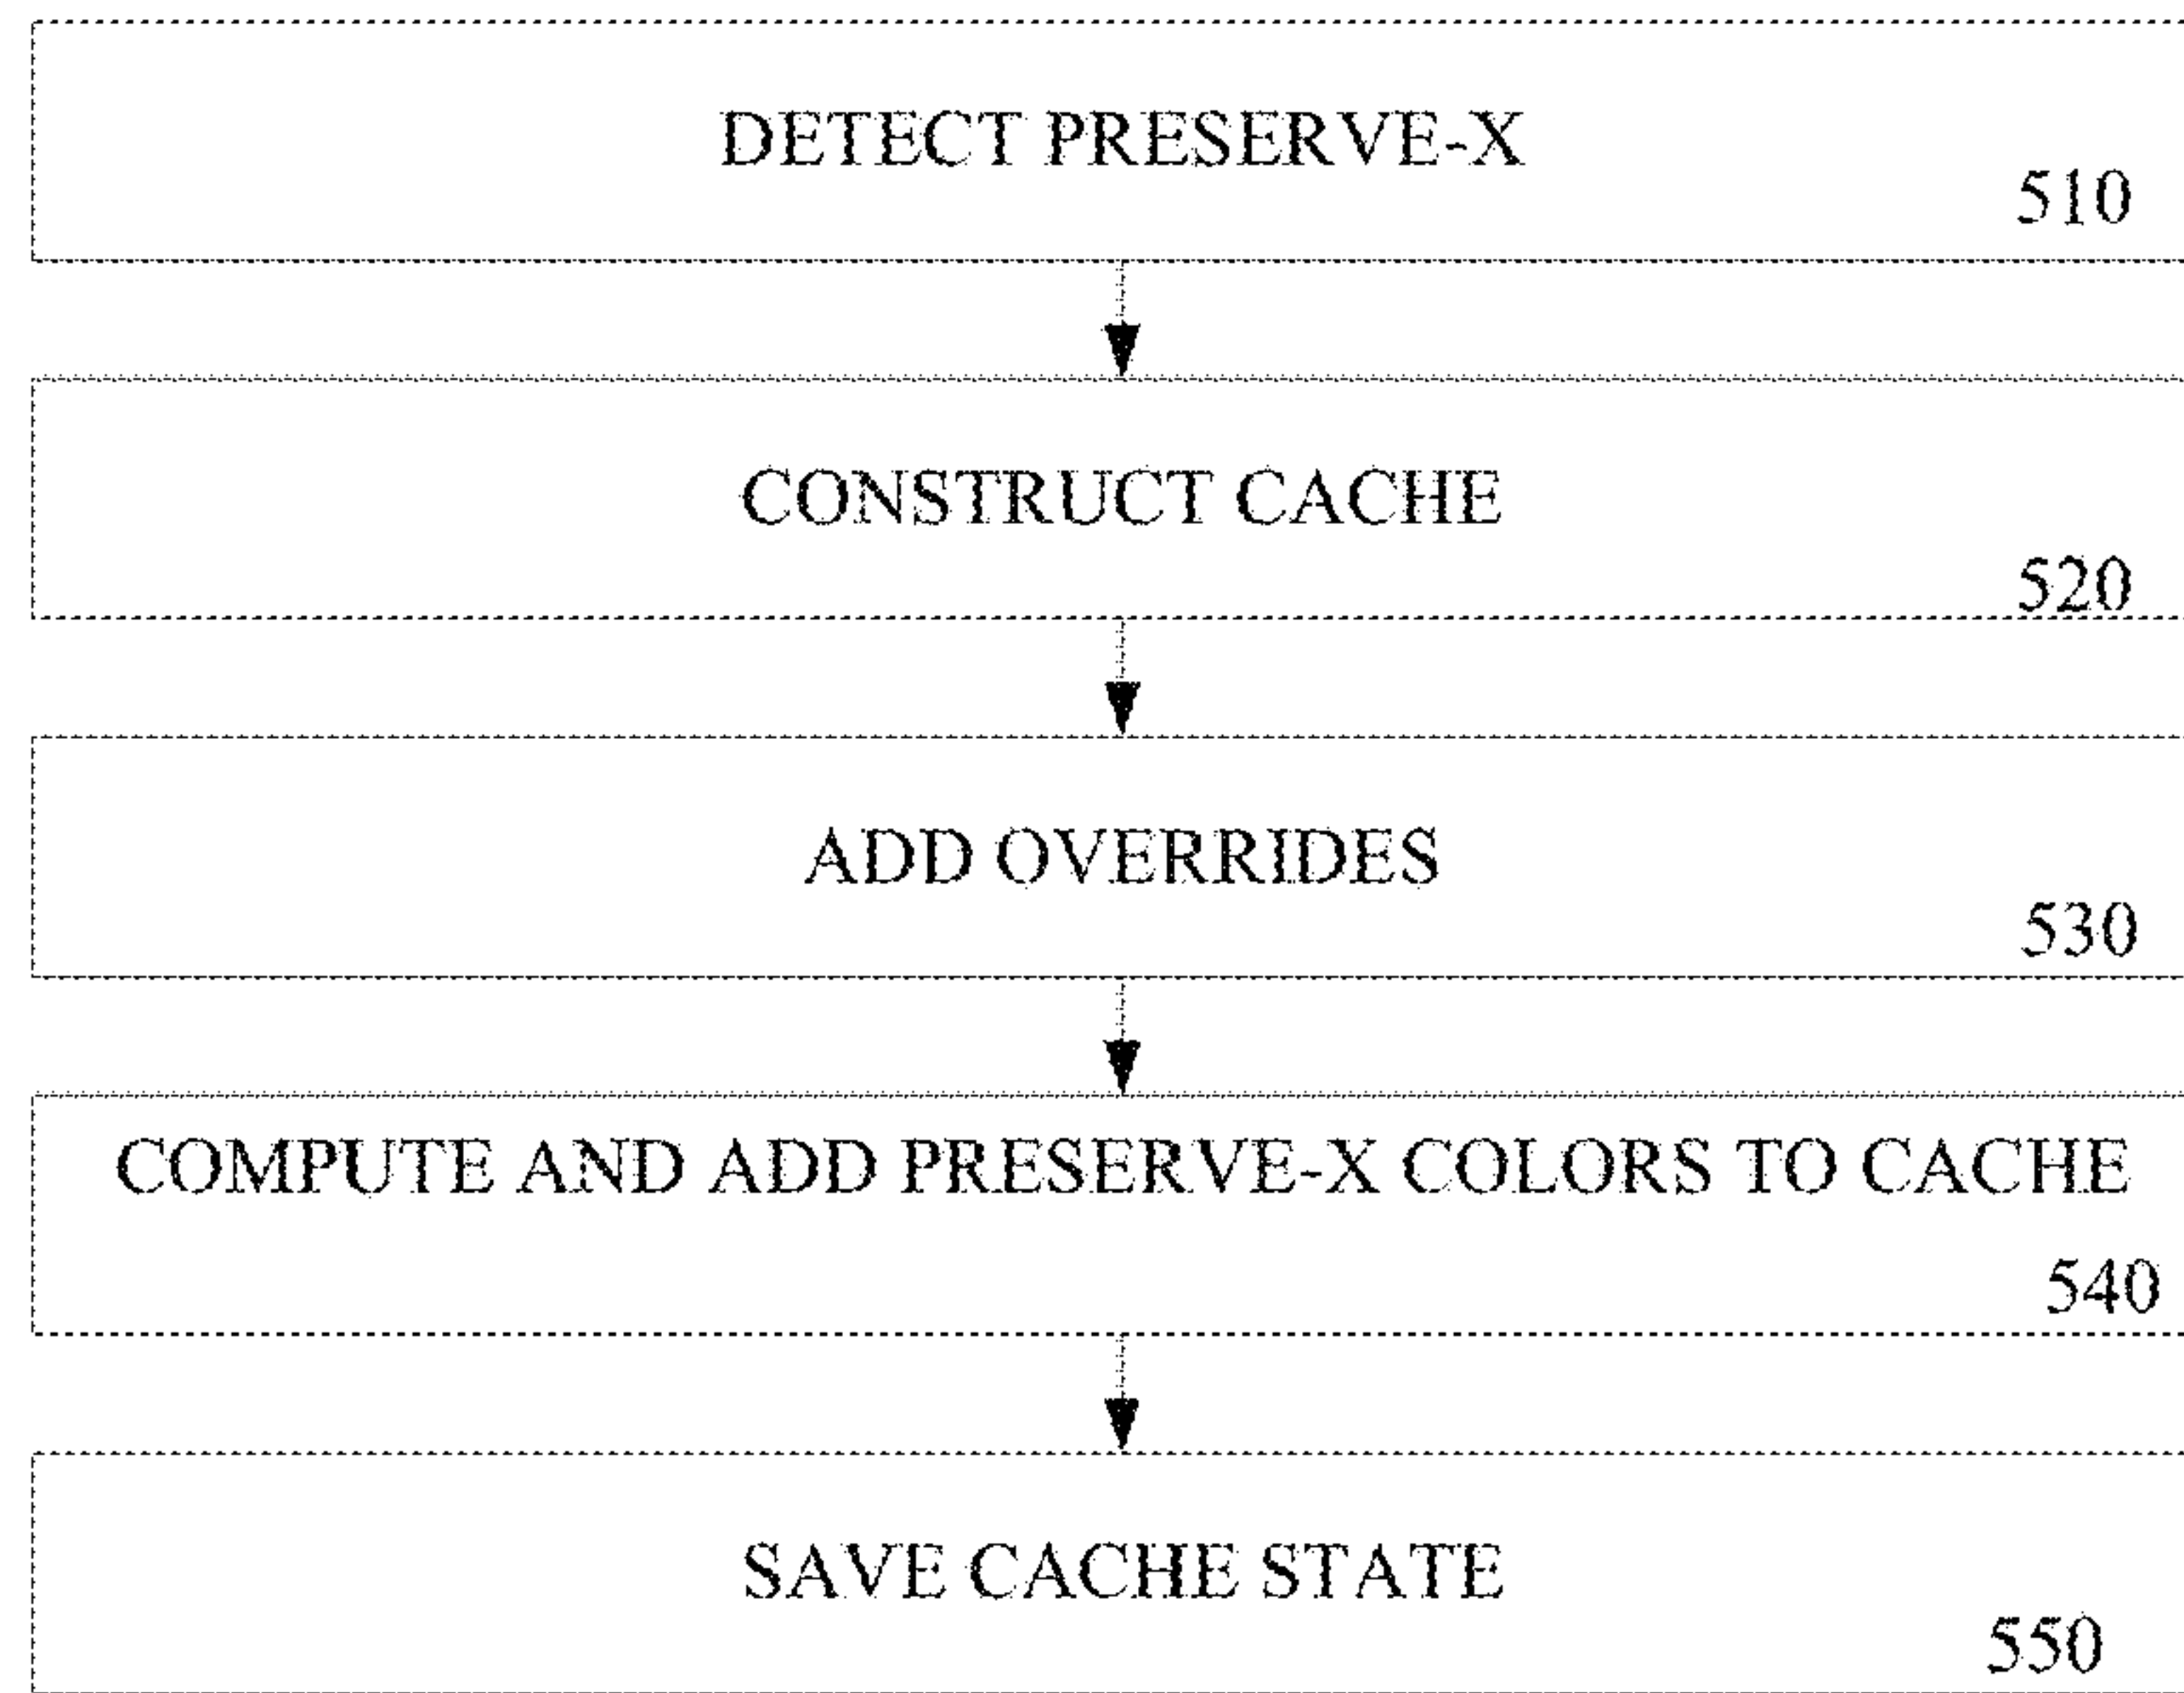 DETECT PRESERVE-X
510
CONSTRUCT CACHE
520
ADD OVERRIDES
530
COMPUTE AND ADD PRESERVE-X COLORS TO CACHE
540
SAVE CACHE STATE
550